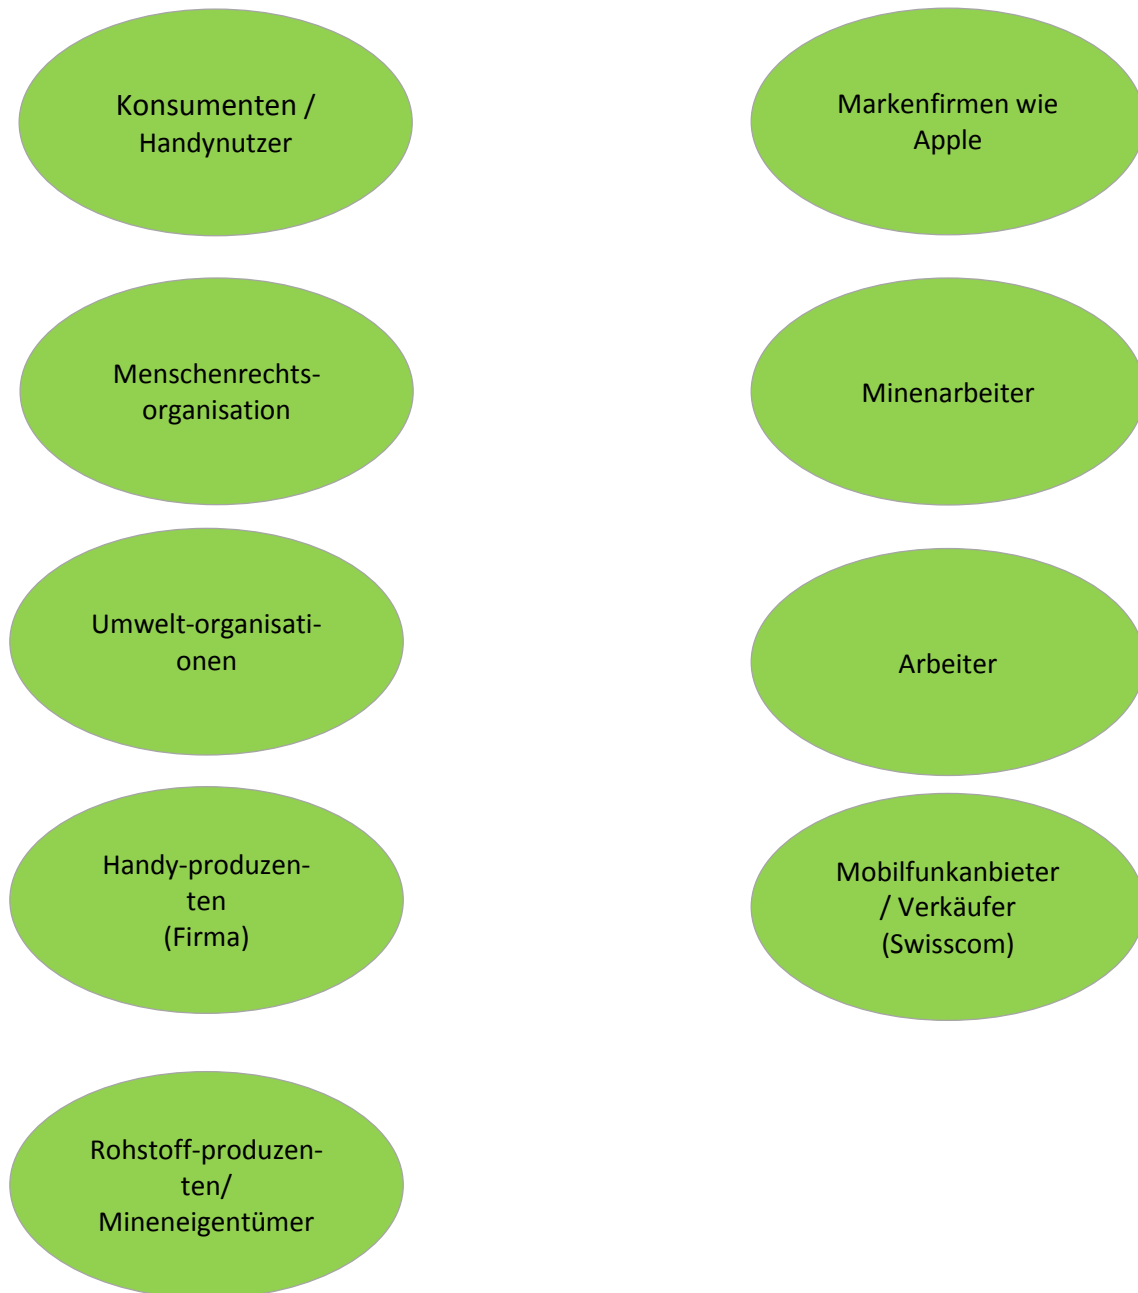 Konsumenten /
Handynutzer
Markenfirmen wie
Apple
Menschenrechts-
organisation
Minenarbeiter
Umwelt-organisati-
onen
Arbeiter
Handy-produzen-
ten
(Firma)
Mobilfunkanbieter
/ Verkäufer
(Swisscom)
Rohstoff-produzen-
ten/
Mineneigentümer